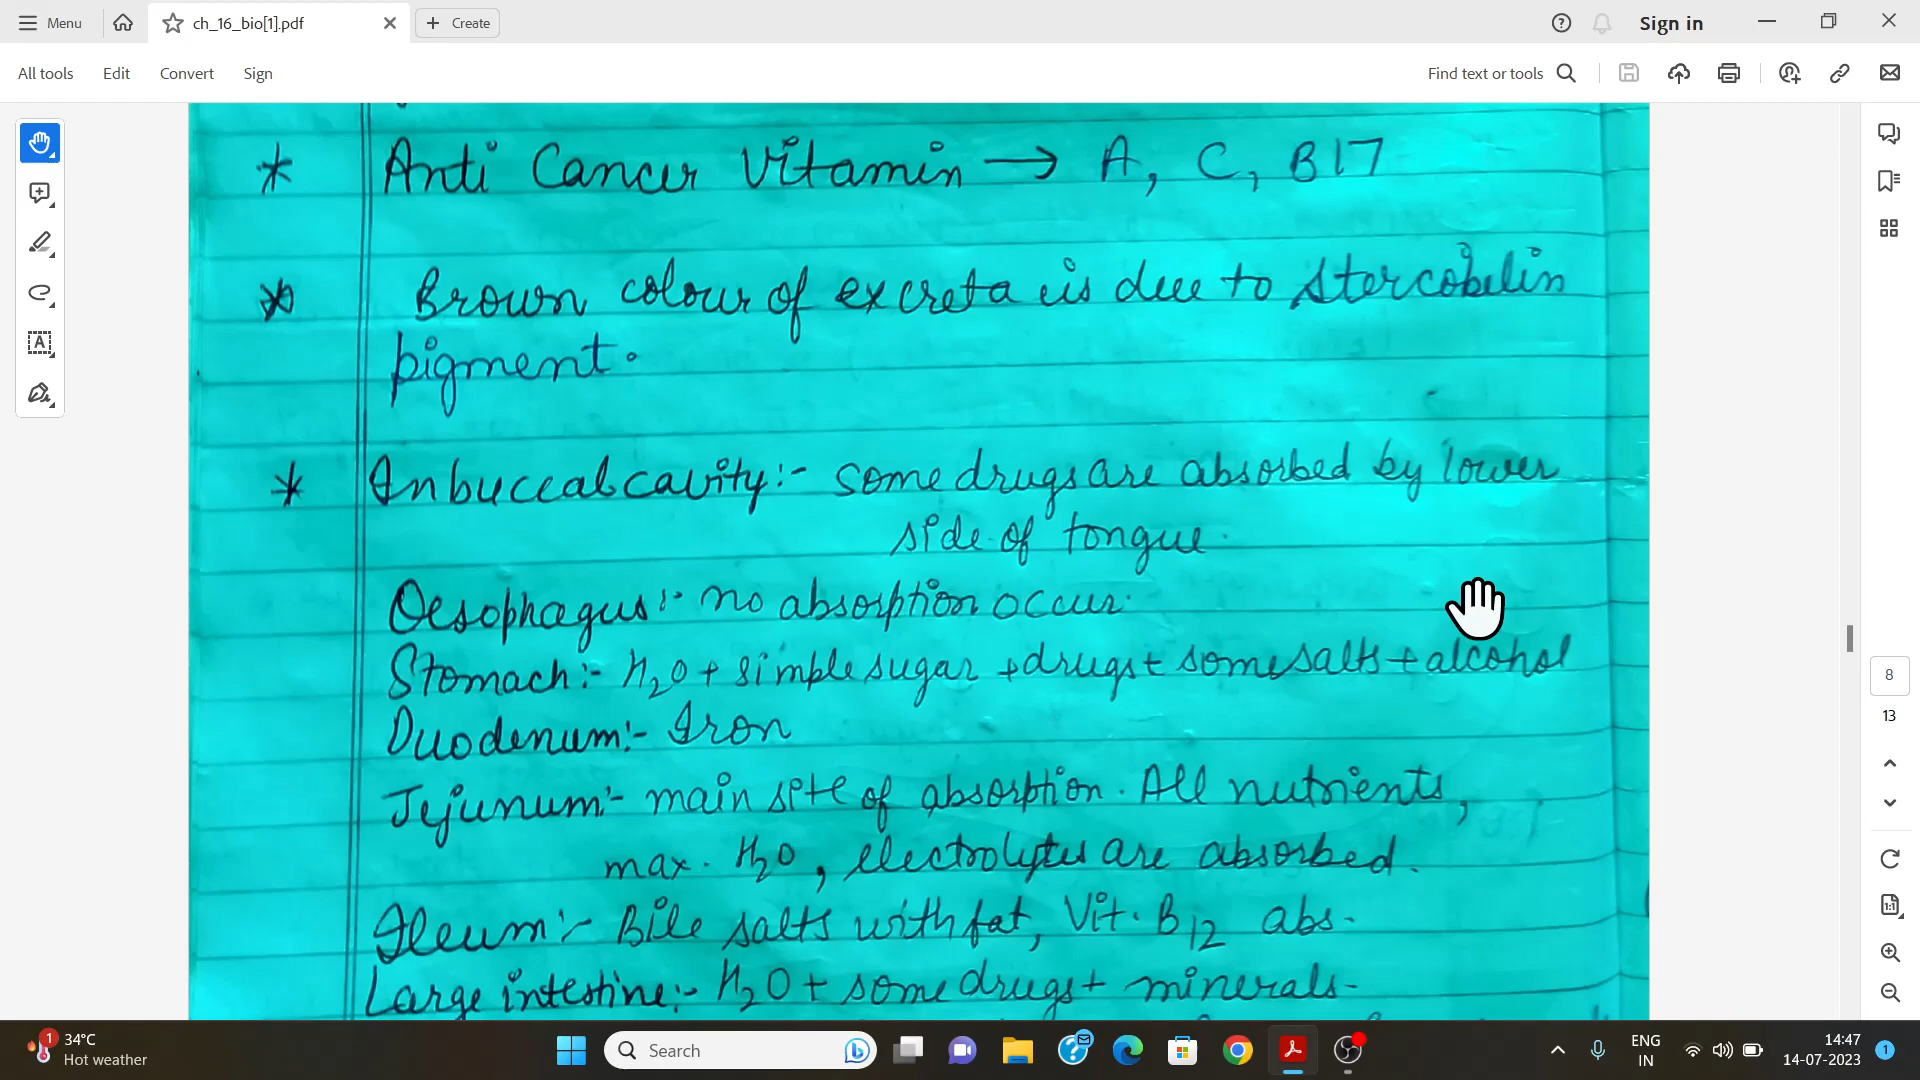 Menu
ch_16_bio[1].pdf
Create
Sign in
All tools
Edit
Convert
Sign
Find text or tools
* Anti Cancer Vitamin → A, C, B17
* Brown colour of excreta is due to stercobilin
pigment.
* In buccal cavity:- some drugs are absorbed by lower
side of tongue.
Oesophagus:- no absorption occur.
Stomach:- H₂O + simple sugar + drugs + some salts + alcohol
Duodenum:- Iron
Jejunum:- main site of absorption. All nutrients,
max. H₂O, electrolytes are absorbed.
Ileum:- Bile salts with fat, Vit. B12 abs.
Large intestine:- H₂O + some drugs + minerals.
8
13
1
34°C
Hot weather
Search
ENG
IN
14:47
14-07-2023
1